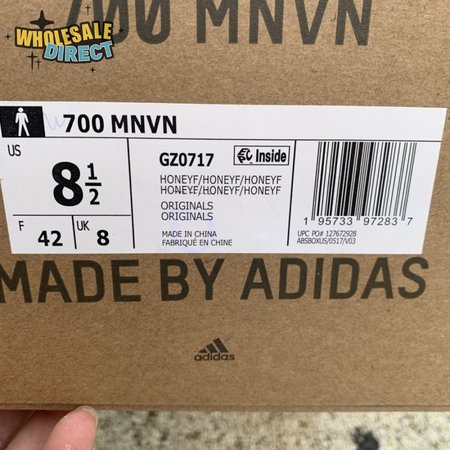 WHOLESALE
DIRECT
700 MNVN
700 MNVN
US
8 1/2
F
42
UK
8
GZ0717
Inside
HONEYF/HONEYF/HONEYF
HONEYF/HONEYF/HONEYF
ORIGINALS
ORIGINALS
MADE IN CHINA
FABRIQUÉ EN CHINE
1 95733 97283 7
UPC PO# 127672928
ABSBOXUS/0517/V03
MADE BY ADIDAS
adidas